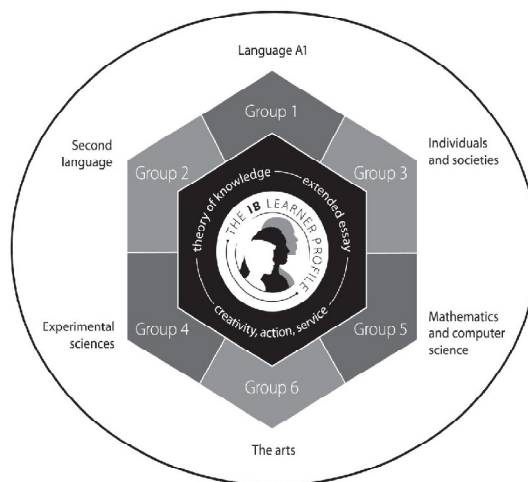 Language A1
Group 1
Second
language
Group 2
Individuals
and societies
Group 3
theory of knowledge
extended essay
THE IB LEARNER PROFILE
creativity, action, service
Experimental
sciences
Group 4
Mathematics
and computer
science
Group 5
Group 6
The arts